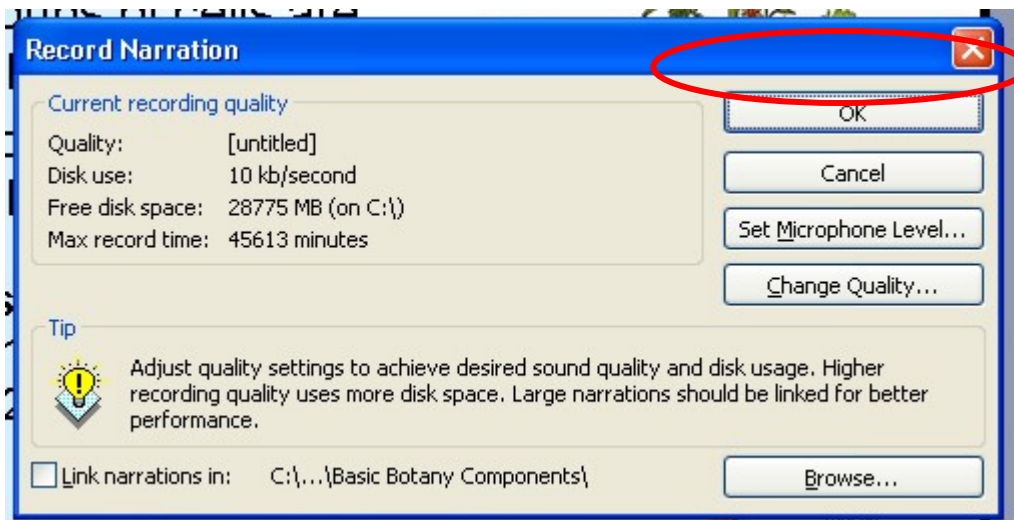 Record Narration
Current recording quality
Quality: [untitled]
Disk use: 10 kb/second
Free disk space: 28775 MB (on C:\)
Max record time: 45613 minutes
OK
Cancel
Set Microphone Level...
Change Quality...
Tip
Adjust quality settings to achieve desired sound quality and disk usage. Higher
recording quality uses more disk space. Large narrations should be linked for better
performance.
Link narrations in: C:\...\Basic Botany Components\
Browse...